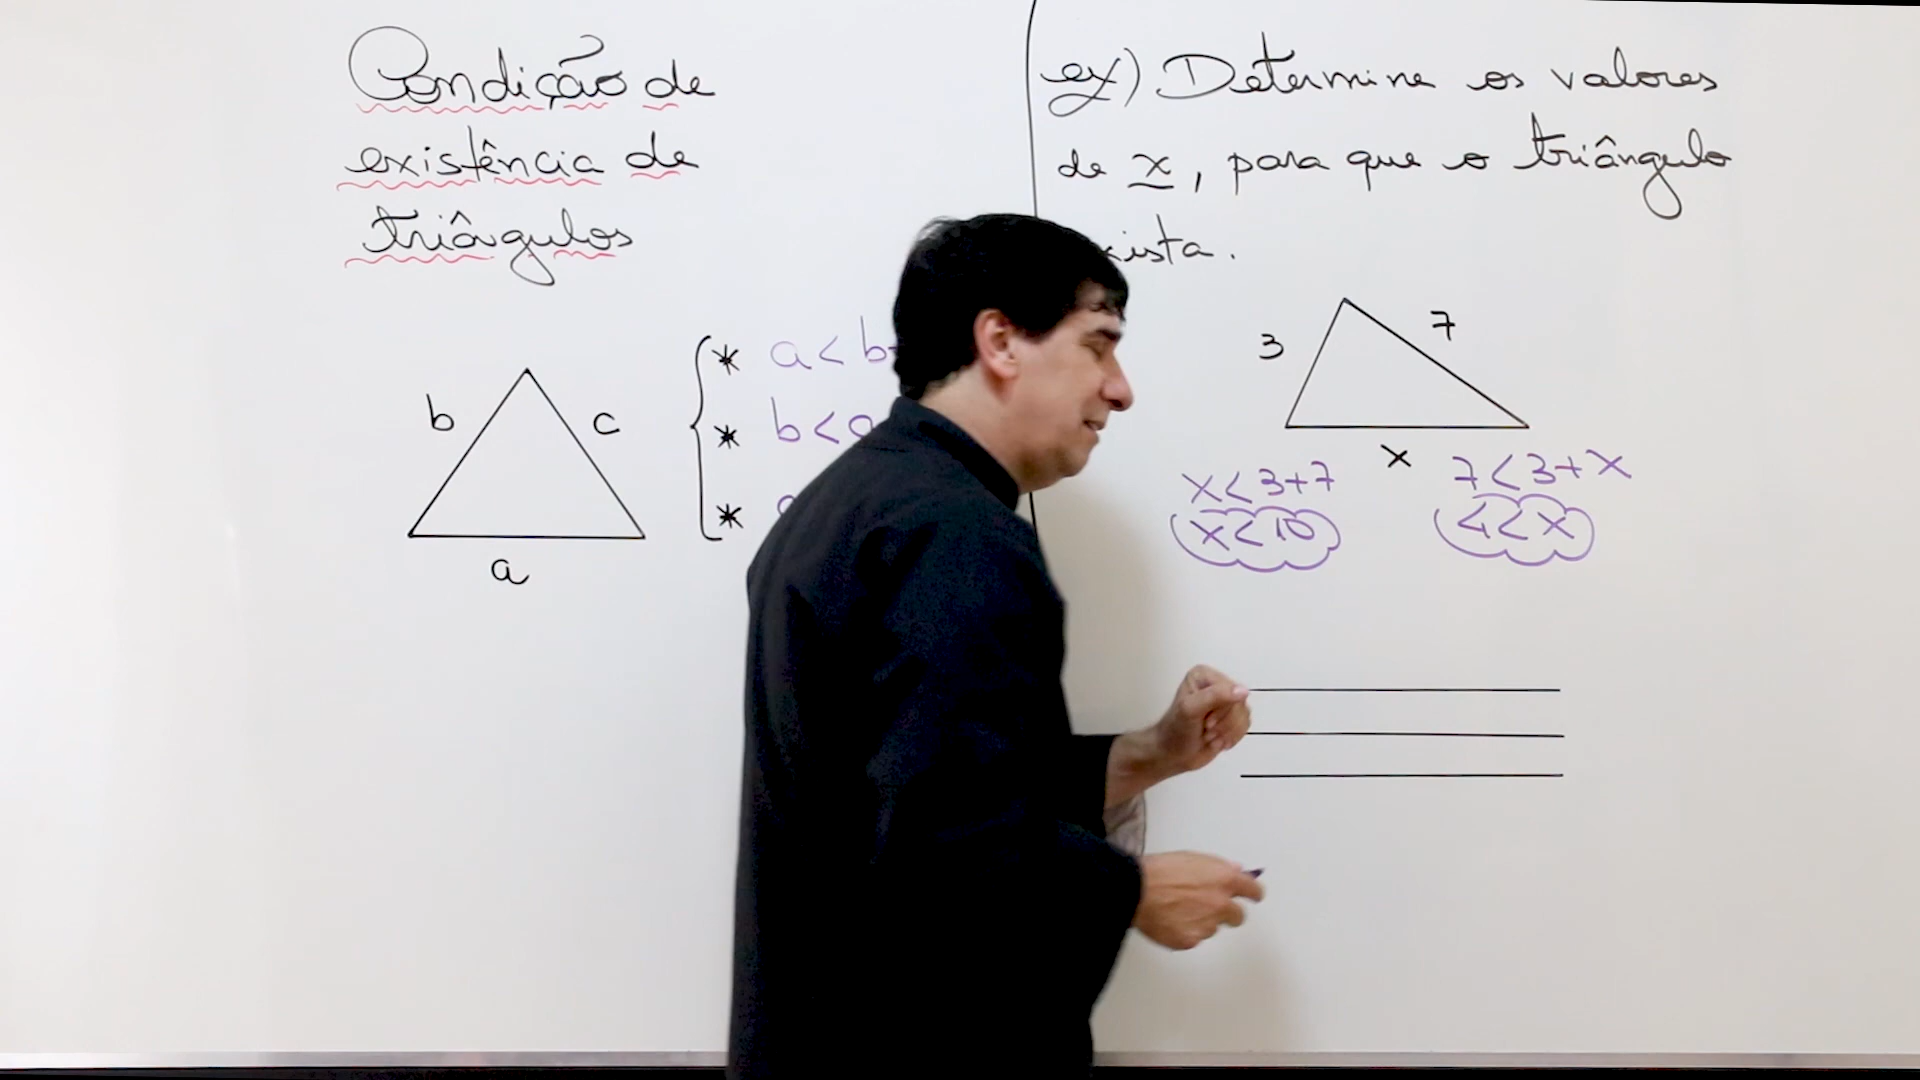 Condição de
existência de
triângulos
b
c
a
* a < b
* b < a
*
ex) Determine os valores
de x, para que o triângulo
xista.
3
7
x
x < 3 + 7
x < 10
7 < 3 + x
4 < x